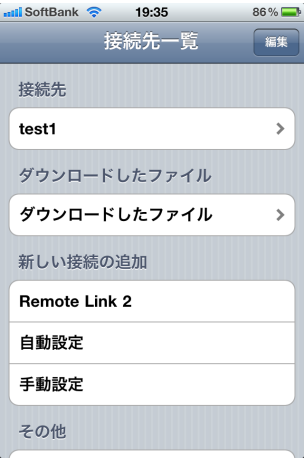 SoftBank 19:35 86%
接続先一覧 編集
接続先
test1
ダウンロードしたファイル
ダウンロードしたファイル
新しい接続の追加
Remote Link 2
自動設定
手動設定
その他